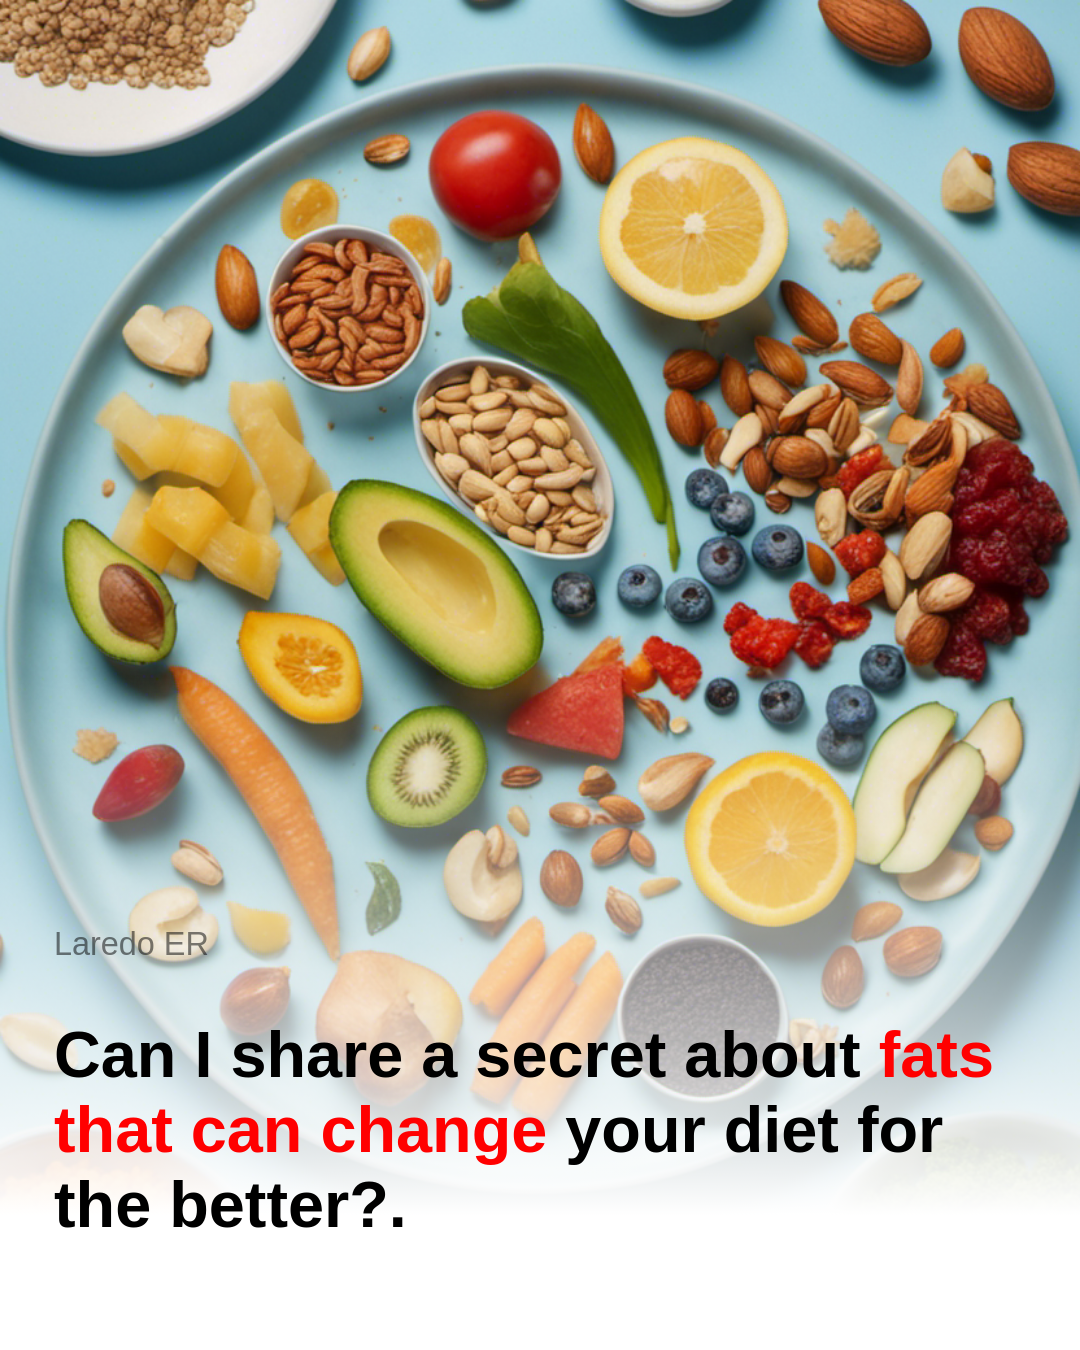 Laredo ER
Can I share a secret about fats
that can change your diet for
the better?.